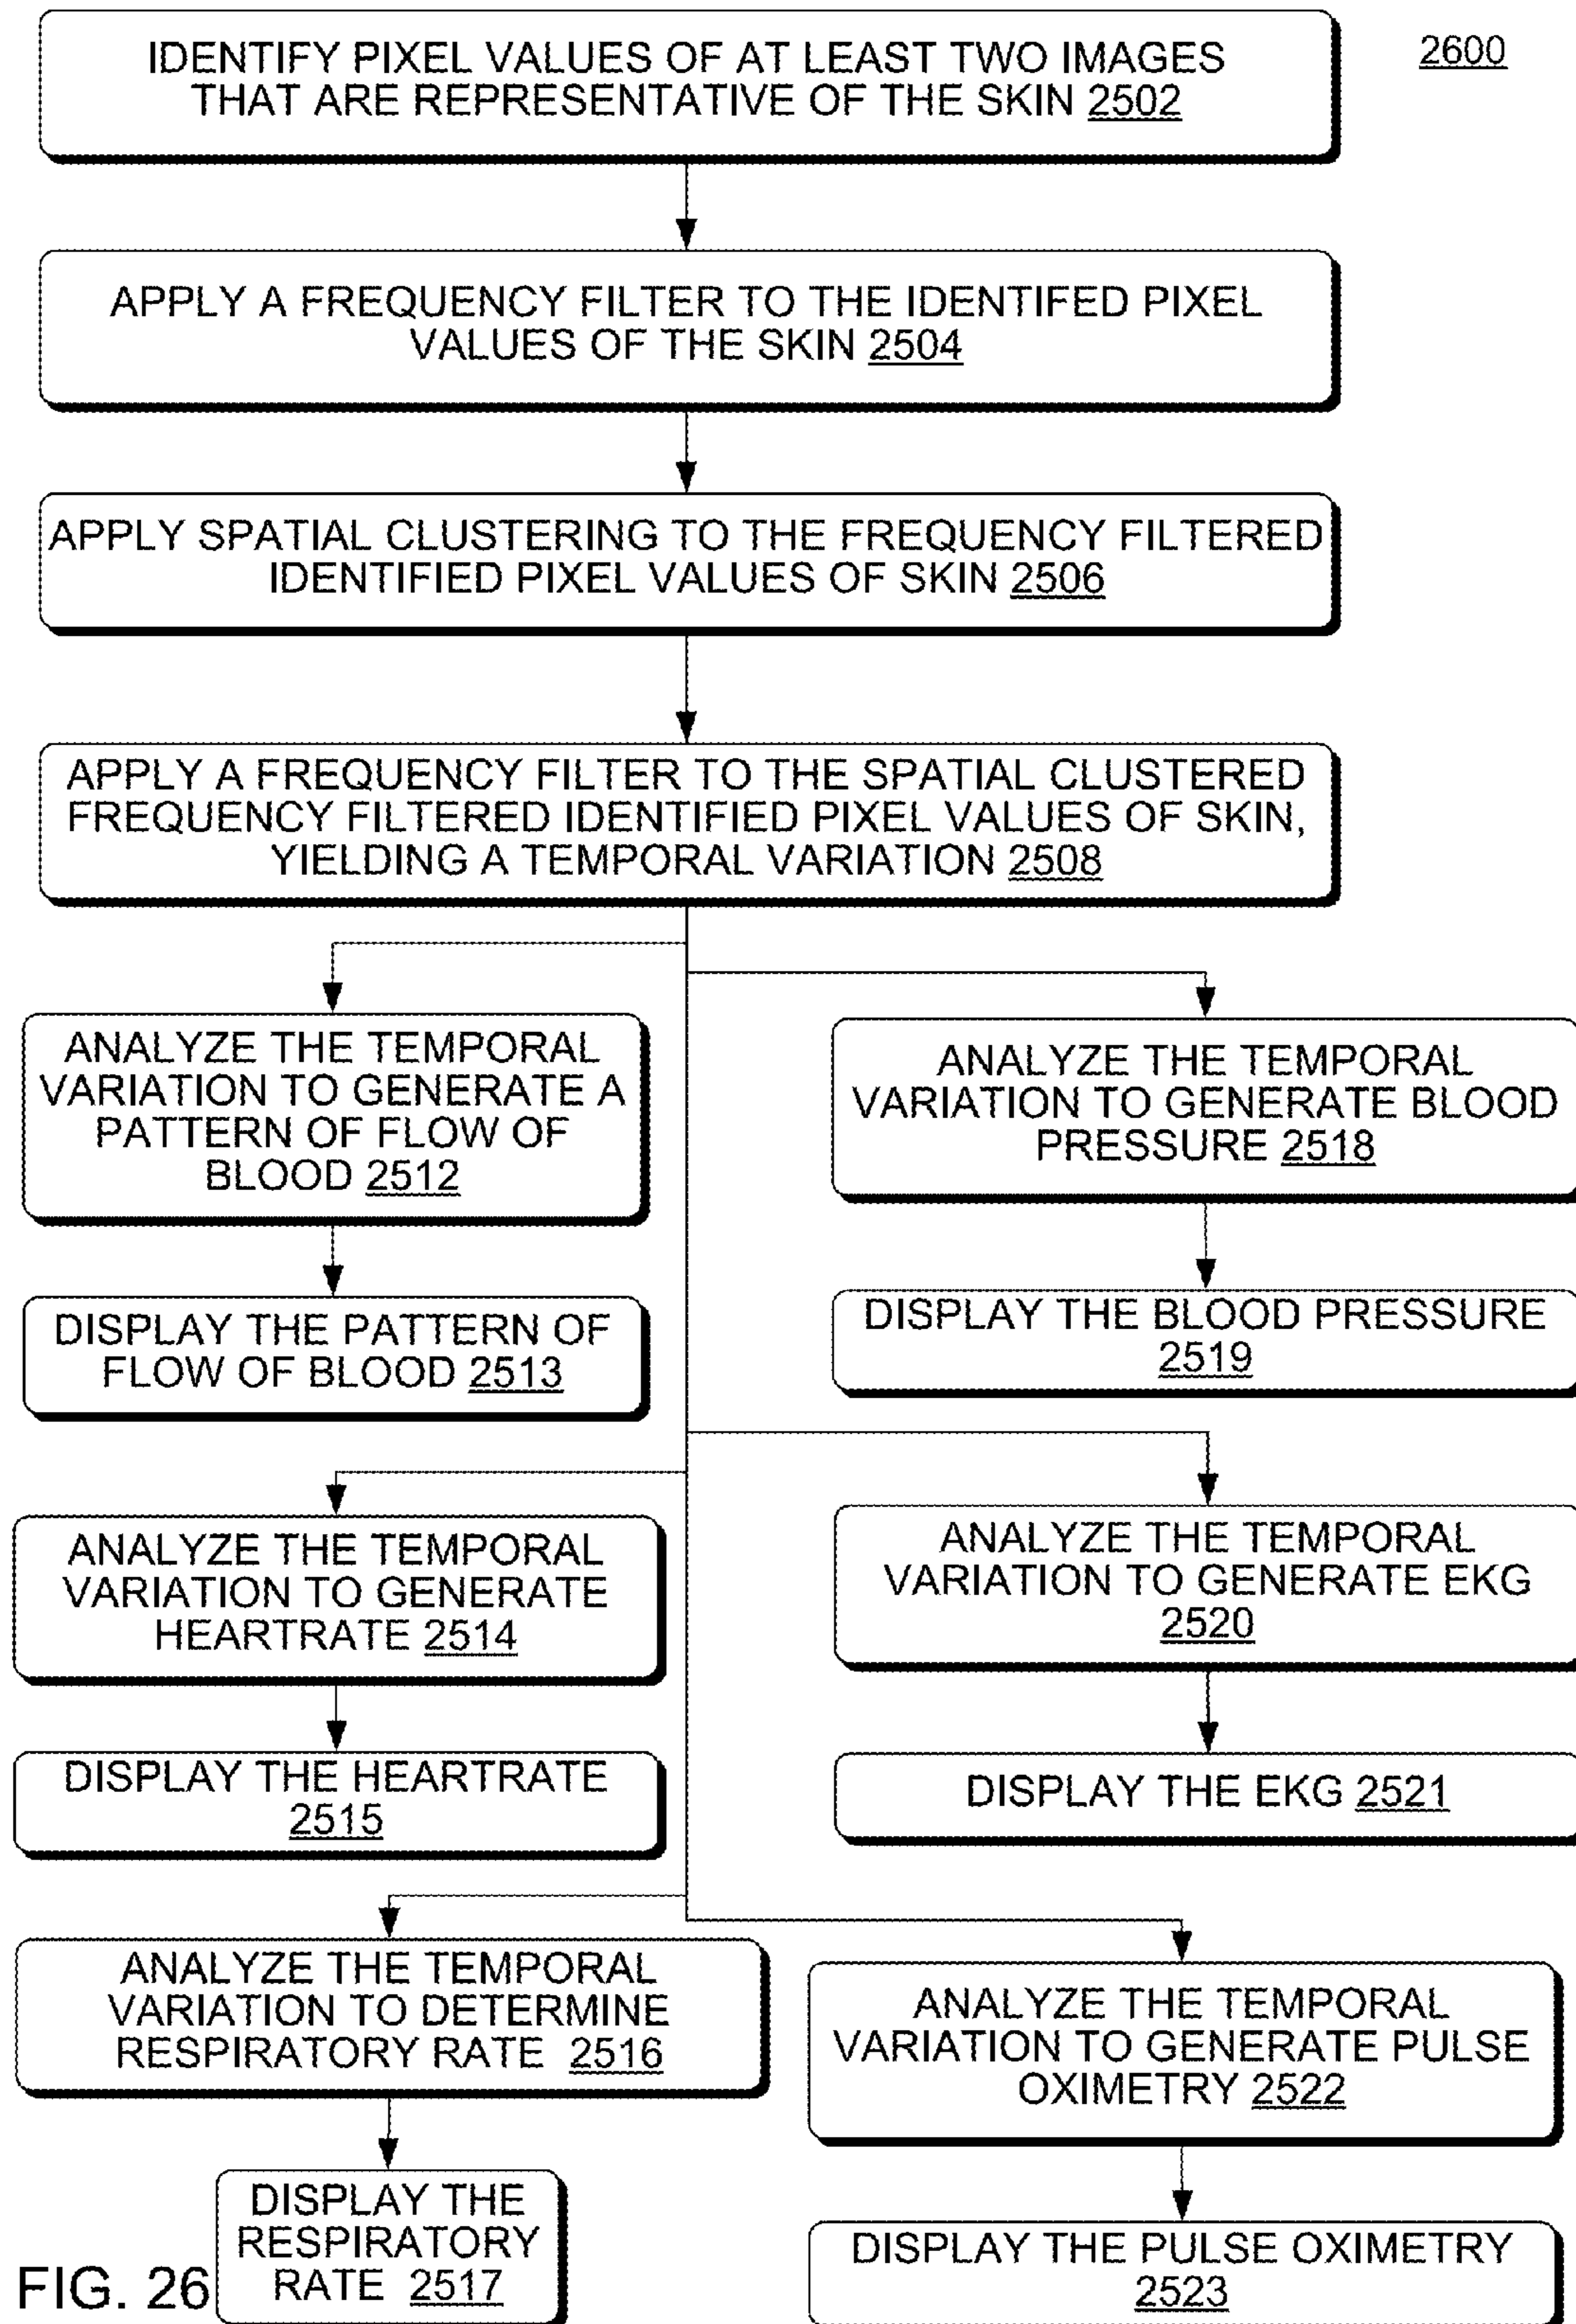 2600
IDENTIFY PIXEL VALUES OF AT LEAST TWO IMAGES
THAT ARE REPRESENTATIVE OF THE SKIN 2502
APPLY A FREQUENCY FILTER TO THE IDENTIFED PIXEL
VALUES OF THE SKIN 2504
APPLY SPATIAL CLUSTERING TO THE FREQUENCY FILTERED
IDENTIFIED PIXEL VALUES OF SKIN 2506
APPLY A FREQUENCY FILTER TO THE SPATIAL CLUSTERED
FREQUENCY FILTERED IDENTIFIED PIXEL VALUES OF SKIN,
YIELDING A TEMPORAL VARIATION 2508
ANALYZE THE TEMPORAL
VARIATION TO GENERATE A
PATTERN OF FLOW OF
BLOOD 2512
ANALYZE THE TEMPORAL
VARIATION TO GENERATE BLOOD
PRESSURE 2518
DISPLAY THE PATTERN OF
FLOW OF BLOOD 2513
DISPLAY THE BLOOD PRESSURE
2519
ANALYZE THE TEMPORAL
VARIATION TO GENERATE
HEARTRATE 2514
ANALYZE THE TEMPORAL
VARIATION TO GENERATE EKG
2520
DISPLAY THE HEARTRATE
2515
DISPLAY THE EKG 2521
ANALYZE THE TEMPORAL
VARIATION TO DETERMINE
RESPIRATORY RATE 2516
ANALYZE THE TEMPORAL
VARIATION TO GENERATE PULSE
OXIMETRY 2522
DISPLAY THE
RESPIRATORY
RATE 2517
DISPLAY THE PULSE OXIMETRY
2523
FIG. 26